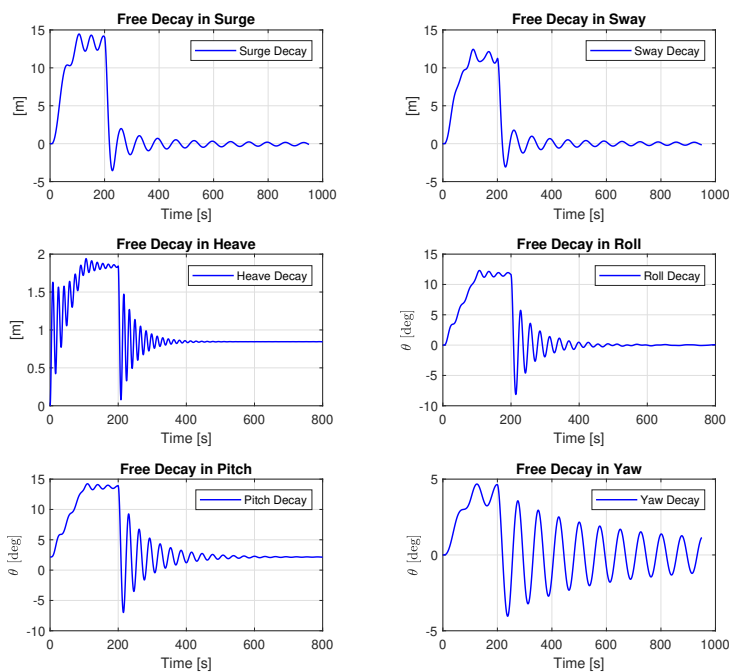 Free Decay in Surge
15
10
5
0
-5
[m]
Surge Decay
0 200 400 600 800 1000
Time [s]
Free Decay in Sway
15
10
5
0
-5
[m]
Sway Decay
0 200 400 600 800 1000
Time [s]
Free Decay in Heave
2
1.5
1
0.5
0
[m]
Heave Decay
0 200 400 600 800
Time [s]
Free Decay in Roll
15
10
5
0
-5
-10
θ [deg]
Roll Decay
0 200 400 600 800
Time [s]
Free Decay in Pitch
15
10
5
0
-5
-10
θ [deg]
Pitch Decay
0 200 400 600 800
Time [s]
Free Decay in Yaw
5
0
-5
θ [deg]
Yaw Decay
0 200 400 600 800 1000
Time [s]